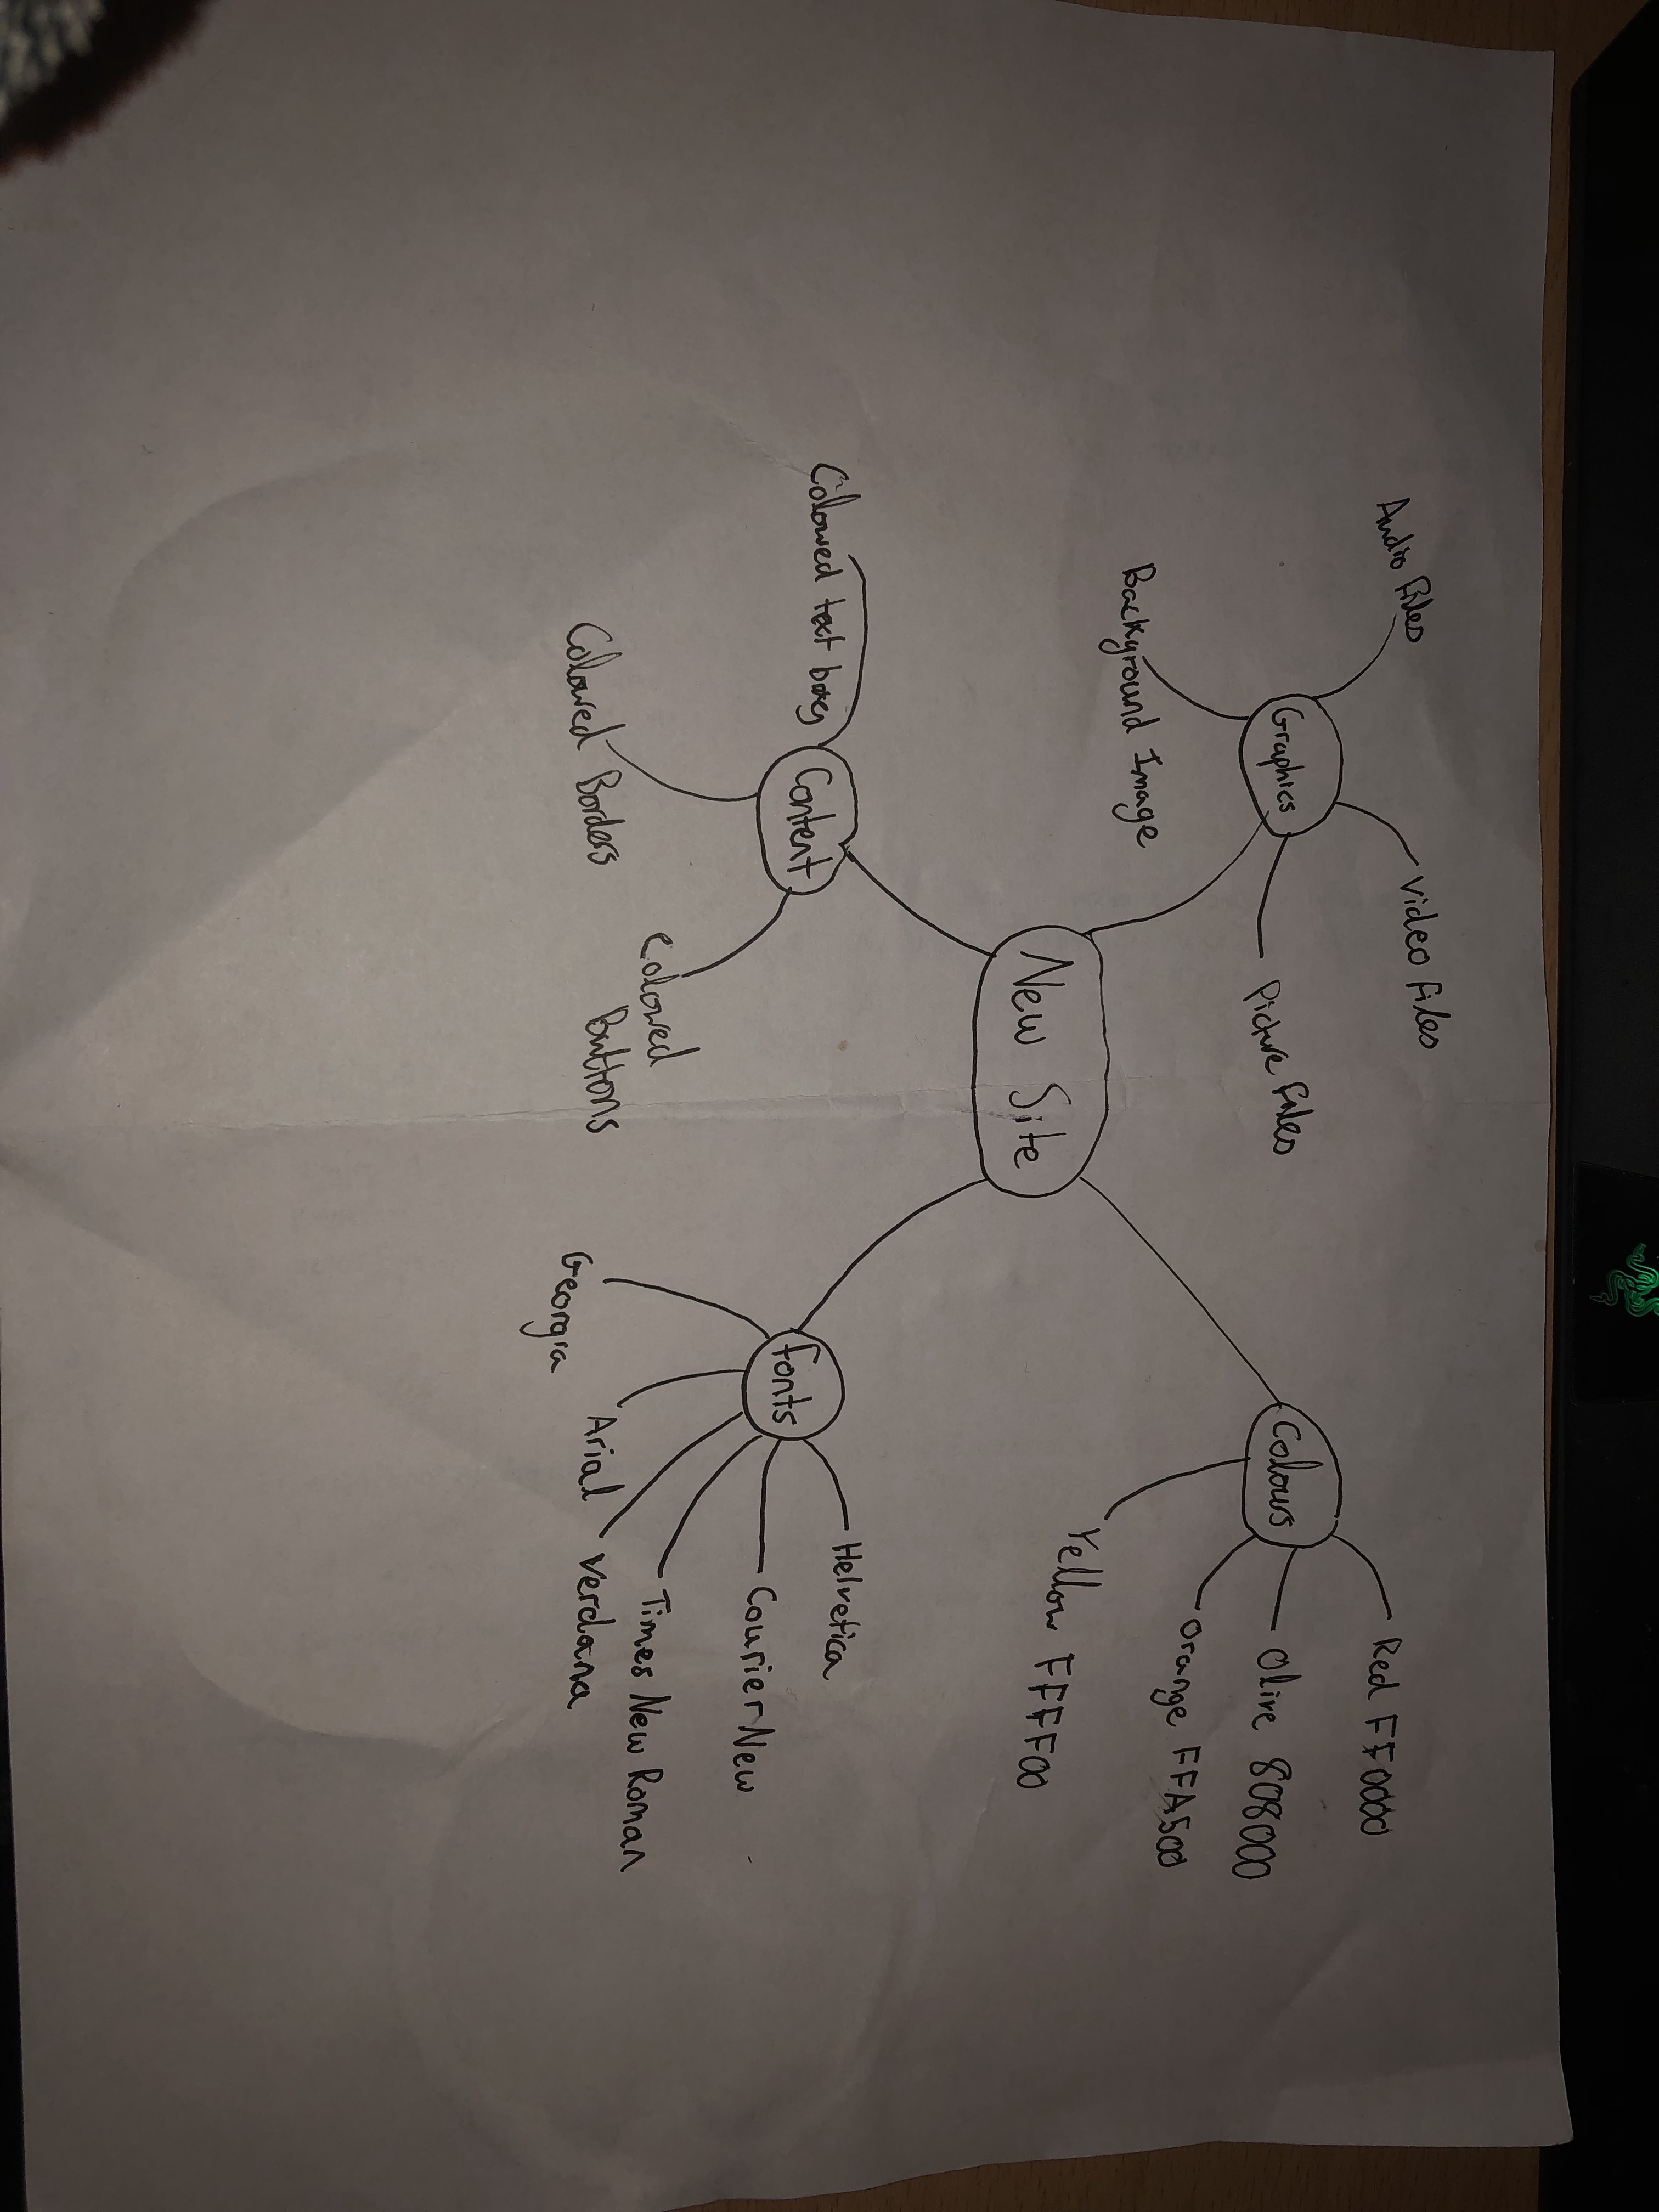 Audio files
Video files
Graphics
Background Image
Picture files
New Site
Colours
Red FF0000
Olive 808000
Orange FFA500
Yellow FFFF00
Content
Coloured text boxes
Coloured Borders
Coloured
Buttons
fonts
Helvetica
Courier New
Times New Roman
Verdana
Arial
Georgia